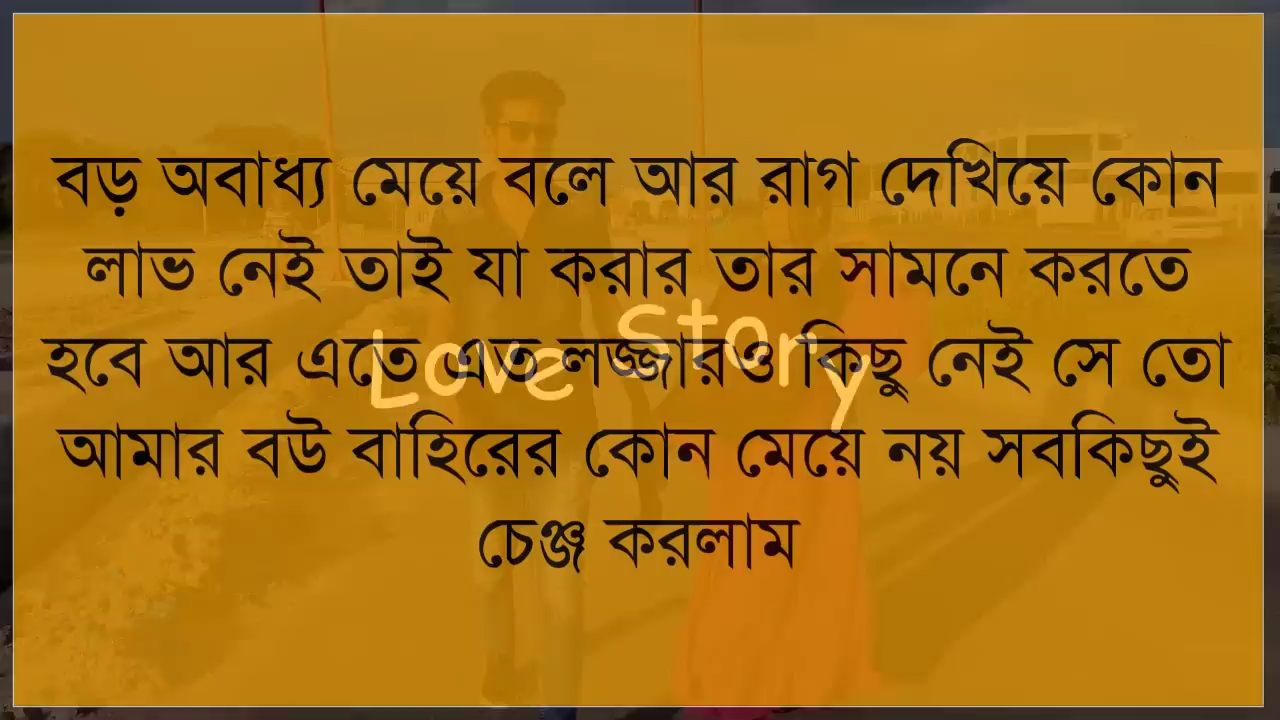 বড় অবাধ্য মেয়ে বলে আর রাগ দেখিয়ে কোন
লাভ নেই তাই যা করার তার সামনে করতে
হবে আর এতে এত লজ্জারও কিছু নেই সে তো
আমার বউ বাহিরের কোন মেয়ে নয় সবকিছুই
চেঞ্জ করলাম
Love Story